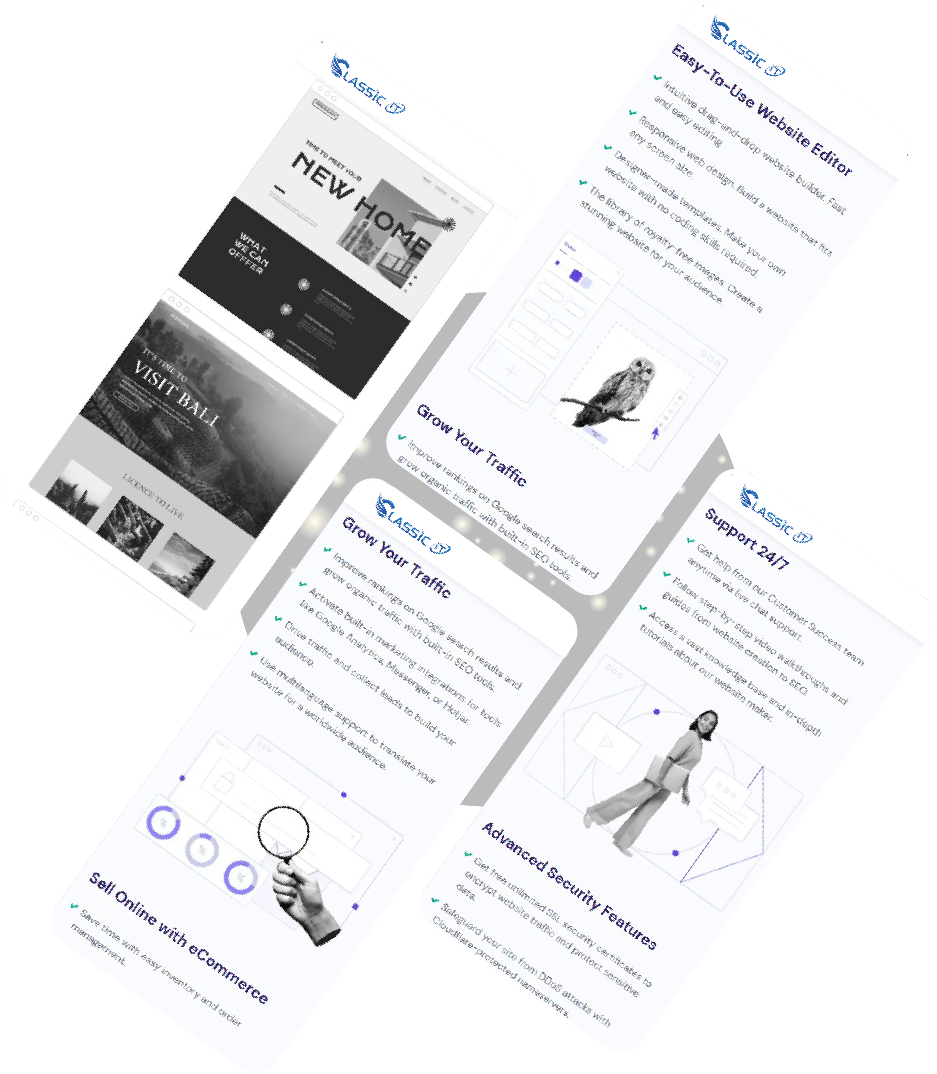 CLASSIC IT
TIME TO MEET YOUR
NEW HOME
WHAT
WE CAN
OFFFER
IT'S TIME TO
VISIT BALI
LICENCE TO LIVE
CLASSIC IT
Easy-To-Use Website Editor
Intuitive drag-and-drop website builder. Fast
and easy editing.
Responsive web design. Build a website that fits
any screen size.
Designer-made templates. Make your own
website with no coding skills required.
The library of royalty-free images. Create a
stunning website for your audience.
Grow Your Traffic
Improve rankings on Google search results and
grow organic traffic with built-in SEO tools.
CLASSIC IT
Grow Your Traffic
Improve rankings on Google search results and
grow organic traffic with built-in SEO tools.
Activate built-in marketing integrations for tools
like Google Analytics, Messenger, or Hotjar.
Drive traffic and collect leads to build your
audience.
Use multilanguage support to translate your
website for a worldwide audience.
Sell Online with eCommerce
Save time with easy inventory and order
management.
CLASSIC IT
Support 24/7
Get help from our Customer Success team
anytime via live chat support.
Follow step-by-step video walkthroughs and
guides from website creation to SEO.
Access a vast knowledge base and in-depth
tutorials about our website maker.
Advanced Security Features
Get free unlimited SSL security certificates to
encrypt website traffic and protect sensitive
data.
Safeguard your site from DDoS attacks with
Cloudflare-protected nameservers.